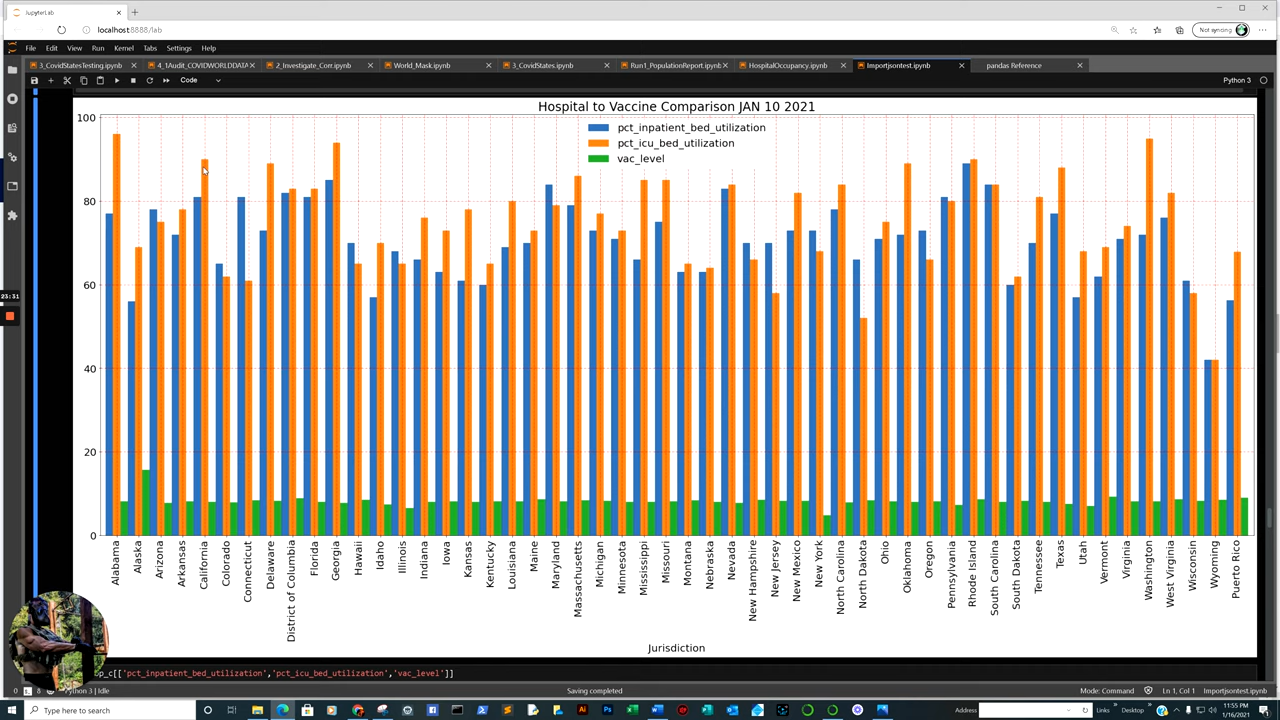 JupyterLab
localhost:8888/lab
Not syncing
File Edit View Run Kernel Tabs Settings Help
3_CovidStatesTesting.ipynb
4_1Audit_COVIDWORLDDATA
2_Investigate_Corr.ipynb
World_Mask.ipynb
3_CovidStates.ipynb
Run1_PopulationReport.ipynb
HospitalOccupancy.ipynb
Importjsontest.ipynb
pandas Reference
Code
Python 3
Hospital to Vaccine Comparison JAN 10 2021
pct_inpatient_bed_utilization
pct_icu_bed_utilization
vac_level
100
80
60
40
20
0
23:31
Alabama
Alaska
Arizona
Arkansas
California
Colorado
Connecticut
Delaware
District of Columbia
Florida
Georgia
Hawaii
Idaho
Illinois
Indiana
Iowa
Kansas
Kentucky
Louisiana
Maine
Maryland
Massachusetts
Michigan
Minnesota
Mississippi
Missouri
Montana
Nebraska
Nevada
New Hampshire
New Jersey
New Mexico
New York
North Carolina
North Dakota
Ohio
Oklahoma
Oregon
Pennsylvania
Rhode Island
South Carolina
South Dakota
Tennessee
Texas
Utah
Vermont
Virginia
Washington
West Virginia
Wisconsin
Wyoming
Puerto Rico
Jurisdiction
op_c[['pct_inpatient_bed_utilization','pct_icu_bed_utilization','vac_level']]
0
8
Python 3 | Idle
Saving completed
Mode: Command
Ln 1, Col 1
Importjsontest.ipynb
Type here to search
Address
Links
Desktop
11:55 PM
1/16/2021